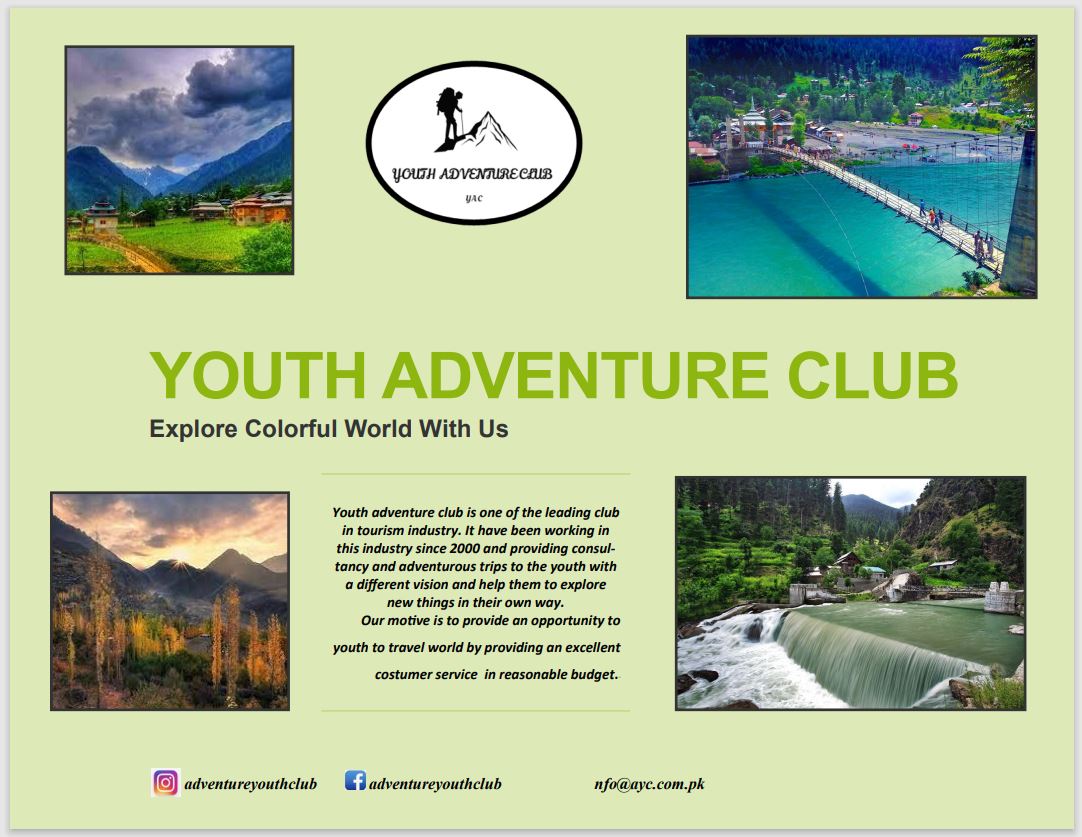 YOUTH ADVENTURE CLUB
YAC
YOUTH ADVENTURE CLUB
Explore Colorful World With Us
Youth adventure club is one of the leading club
in tourism industry. It have been working in
this industry since 2000 and providing consul-
tancy and adventurous trips to the youth with
a different vision and help them to explore
new things in their own way.
Our motive is to provide an opportunity to
youth to travel world by providing an excellent
costumer service in reasonable budget.
adventureyouthclub
adventureyouthclub
nfo@ayc.com.pk